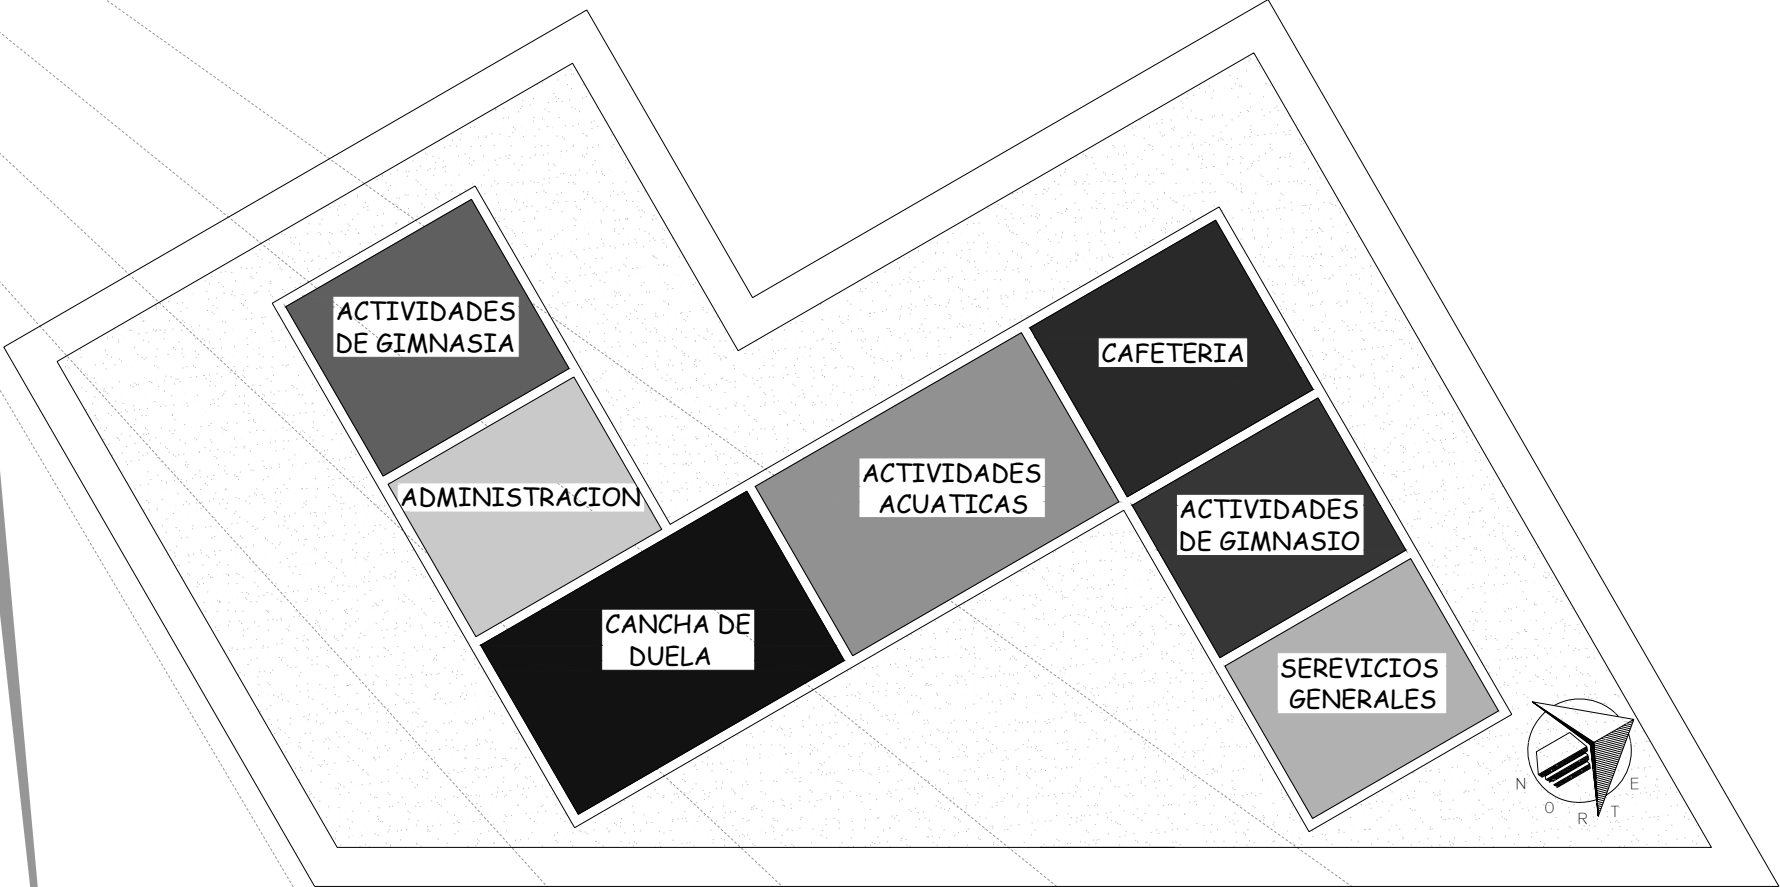 ACTIVIDADES
DE GIMNASIA
ADMINISTRACION
CANCHA DE
DUELA
ACTIVIDADES
ACUATICAS
CAFETERIA
ACTIVIDADES
DE GIMNASIO
SEREVICIOS
GENERALES
N O R T E